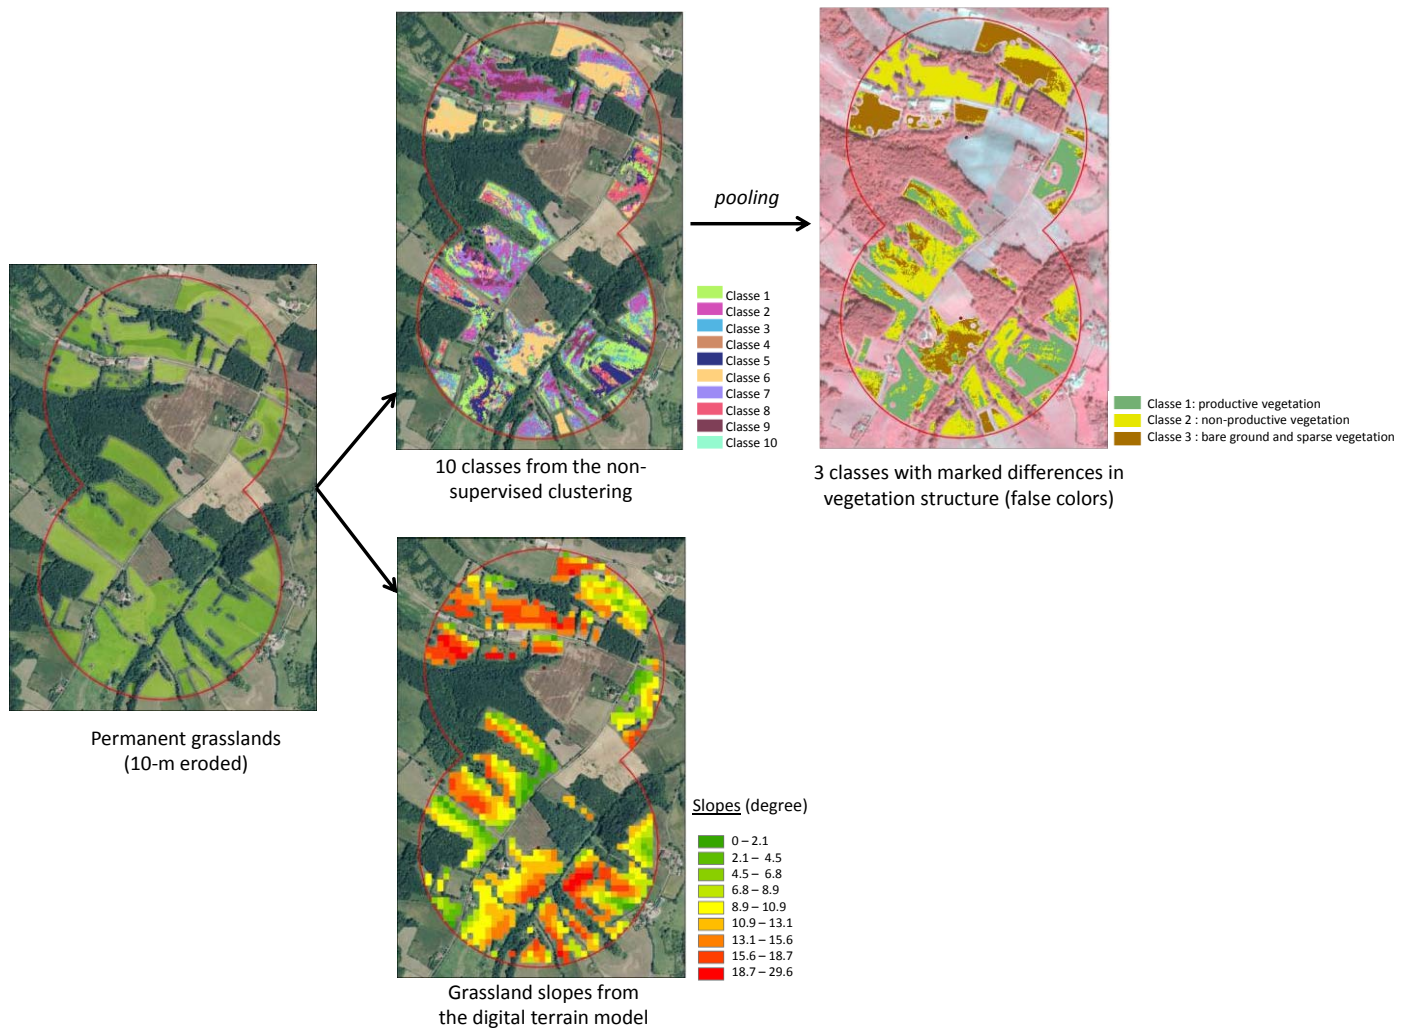 pooling
Classe 1
Classe 2
Classe 3
Classe 4
Classe 5
Classe 6
Classe 7
Classe 8
Classe 9
Classe 10
10 classes from the non-
supervised clustering
Classe 1: productive vegetation
Classe 2 : non-productive vegetation
Classe 3 : bare ground and sparse vegetation
3 classes with marked differences in
vegetation structure (false colors)
Permanent grasslands
(10-m eroded)
Slopes (degree)
0 – 2.1
2.1 – 4.5
4.5 – 6.8
6.8 – 8.9
8.9 – 10.9
10.9 – 13.1
13.1 – 15.6
15.6 – 18.7
18.7 – 29.6
Grassland slopes from
the digital terrain model